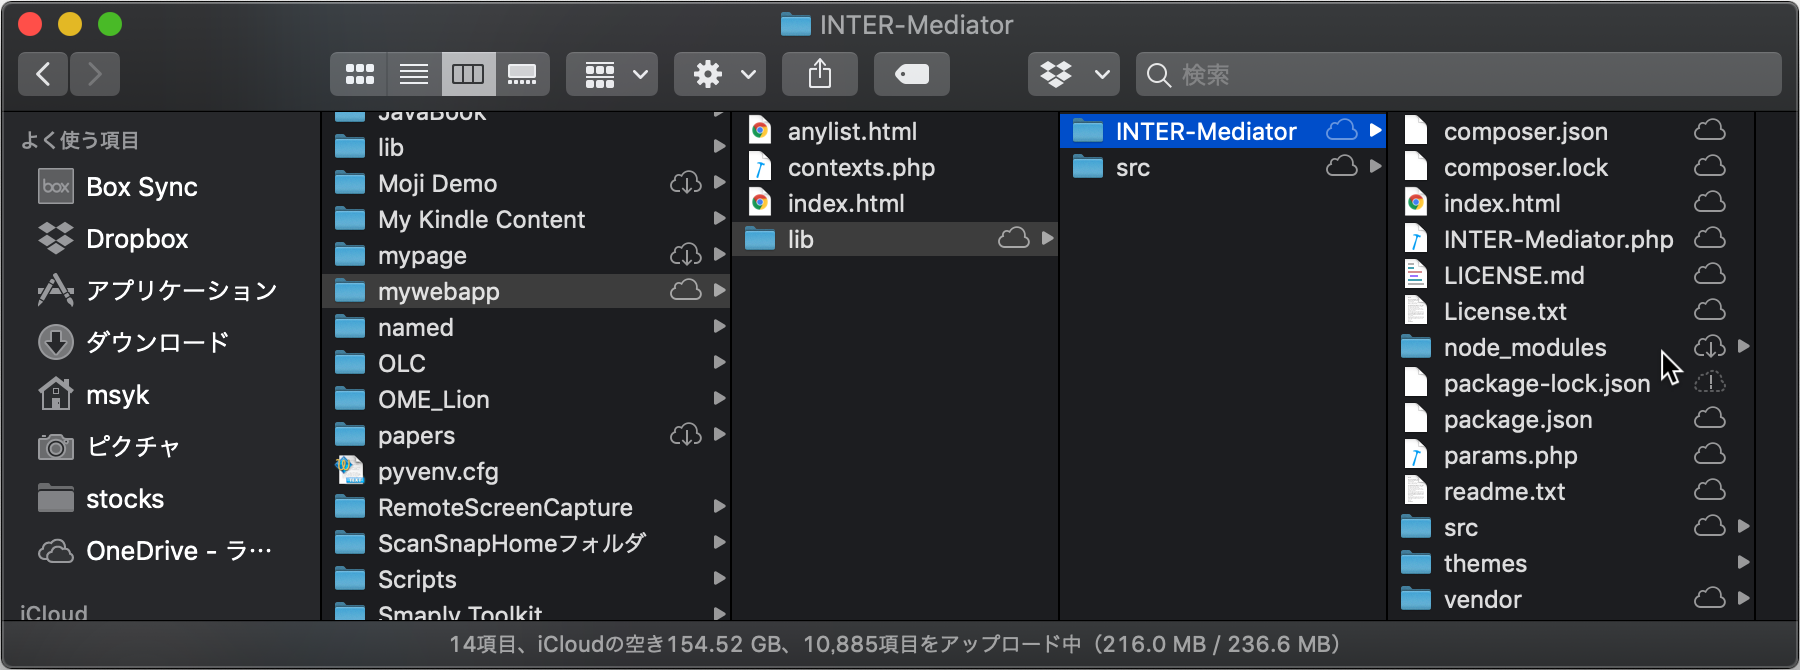 INTER-Mediator
検索
よく使う項目
box
Box Sync
Dropbox
アプリケーション
ダウンロード
msyk
ピクチャ
stocks
OneDrive - ラ…
iCloud
JavaBook
lib
Moji Demo
My Kindle Content
mypage
mywebapp
named
OLC
OME_Lion
papers
pyvenv.cfg
RemoteScreenCapture
ScanSnapHomeフォルダ
Scripts
Smaply Toolkit
anylist.html
contexts.php
index.html
lib
INTER-Mediator
src
composer.json
composer.lock
index.html
INTER-Mediator.php
LICENSE.md
License.txt
node_modules
package-lock.json
package.json
params.php
readme.txt
src
themes
vendor
14項目、iCloudの空き154.52 GB、10,885項目をアップロード中（216.0 MB / 236.6 MB）